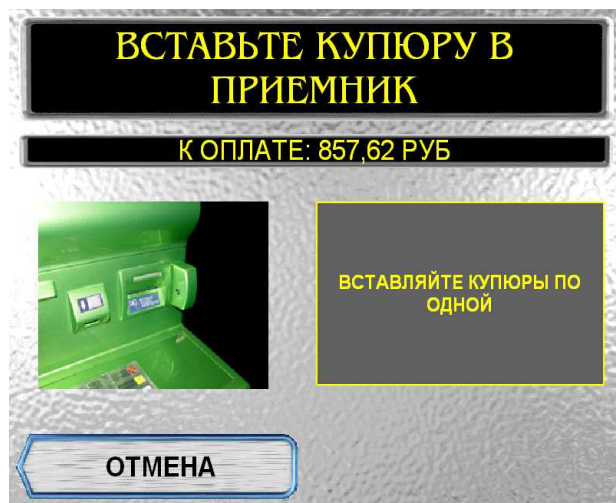 ВСТАВЬТЕ КУПЮРУ В
ПРИЕМНИК
К ОПЛАТЕ: 857,62 РУБ
ВСТАВЛЯЙТЕ КУПЮРЫ ПО
ОДНОЙ
ОТМЕНА